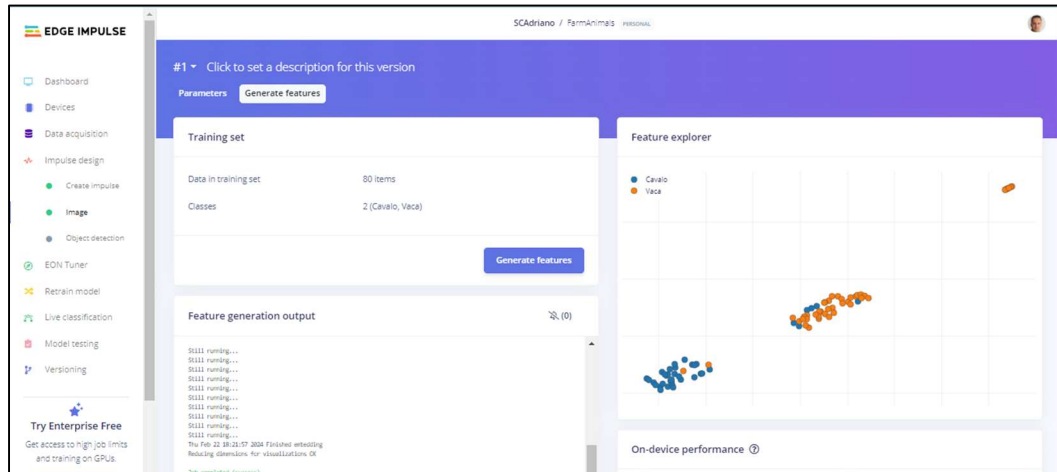 EDGE IMPULSE
SCAdriano / FarmAnimals PERSONAL
Dashboard
Devices
Data acquisition
Impulse design
Create impulse
Image
Object detection
EON Tuner
Retrain model
Live classification
Model testing
Versioning
Try Enterprise Free
Get access to high job limits
and training on GPUs.
#1 Click to set a description for this version
Parameters Generate features
Training set
Data in training set 80 items
Classes 2 (Cavalo, Vaca)
Generate features
Feature generation output (0)
Still running...
Still running...
Still running...
Still running...
Still running...
Still running...
Still running...
Still running...
Still running...
Still running...
Thu Feb 22 18:21:57 2024 Finished embedding
Reducing dimensions for visualizations OK
Feature explorer
Cavalo
Vaca
On-device performance